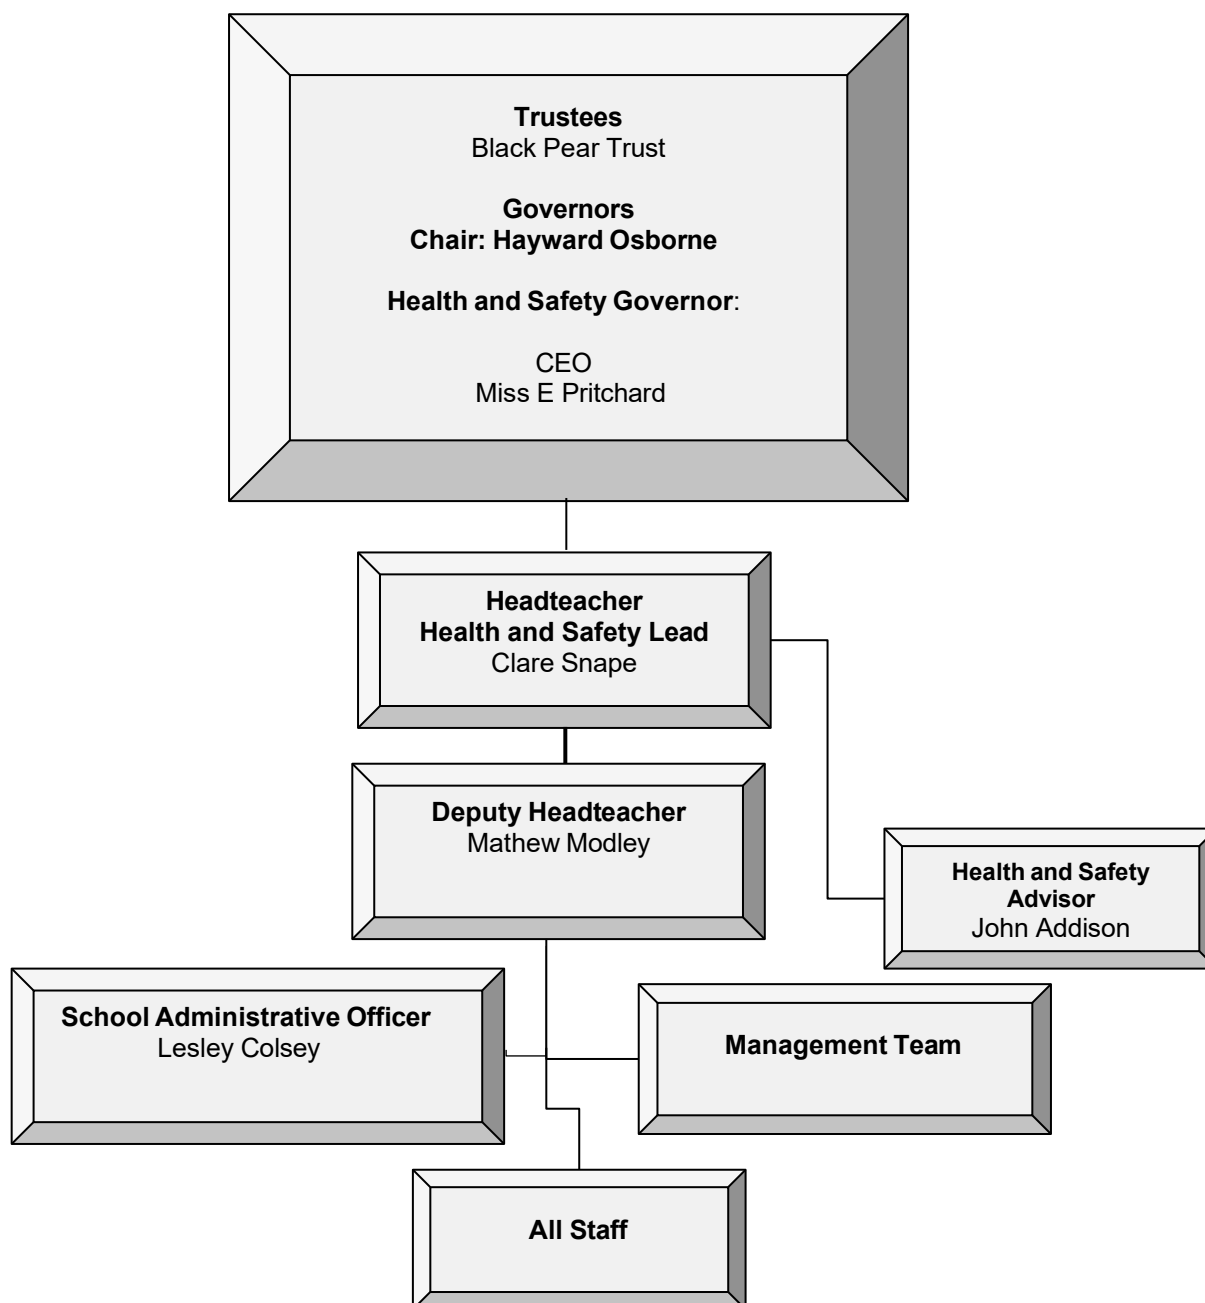 Trustees
Black Pear Trust
Governors
Chair: Hayward Osborne
Health and Safety Governor:
CEO
Miss E Pritchard
Headteacher
Health and Safety Lead
Clare Snape
Deputy Headteacher
Mathew Modley
Health and Safety
Advisor
John Addison
School Administrative Officer
Lesley Colsey
Management Team
All Staff